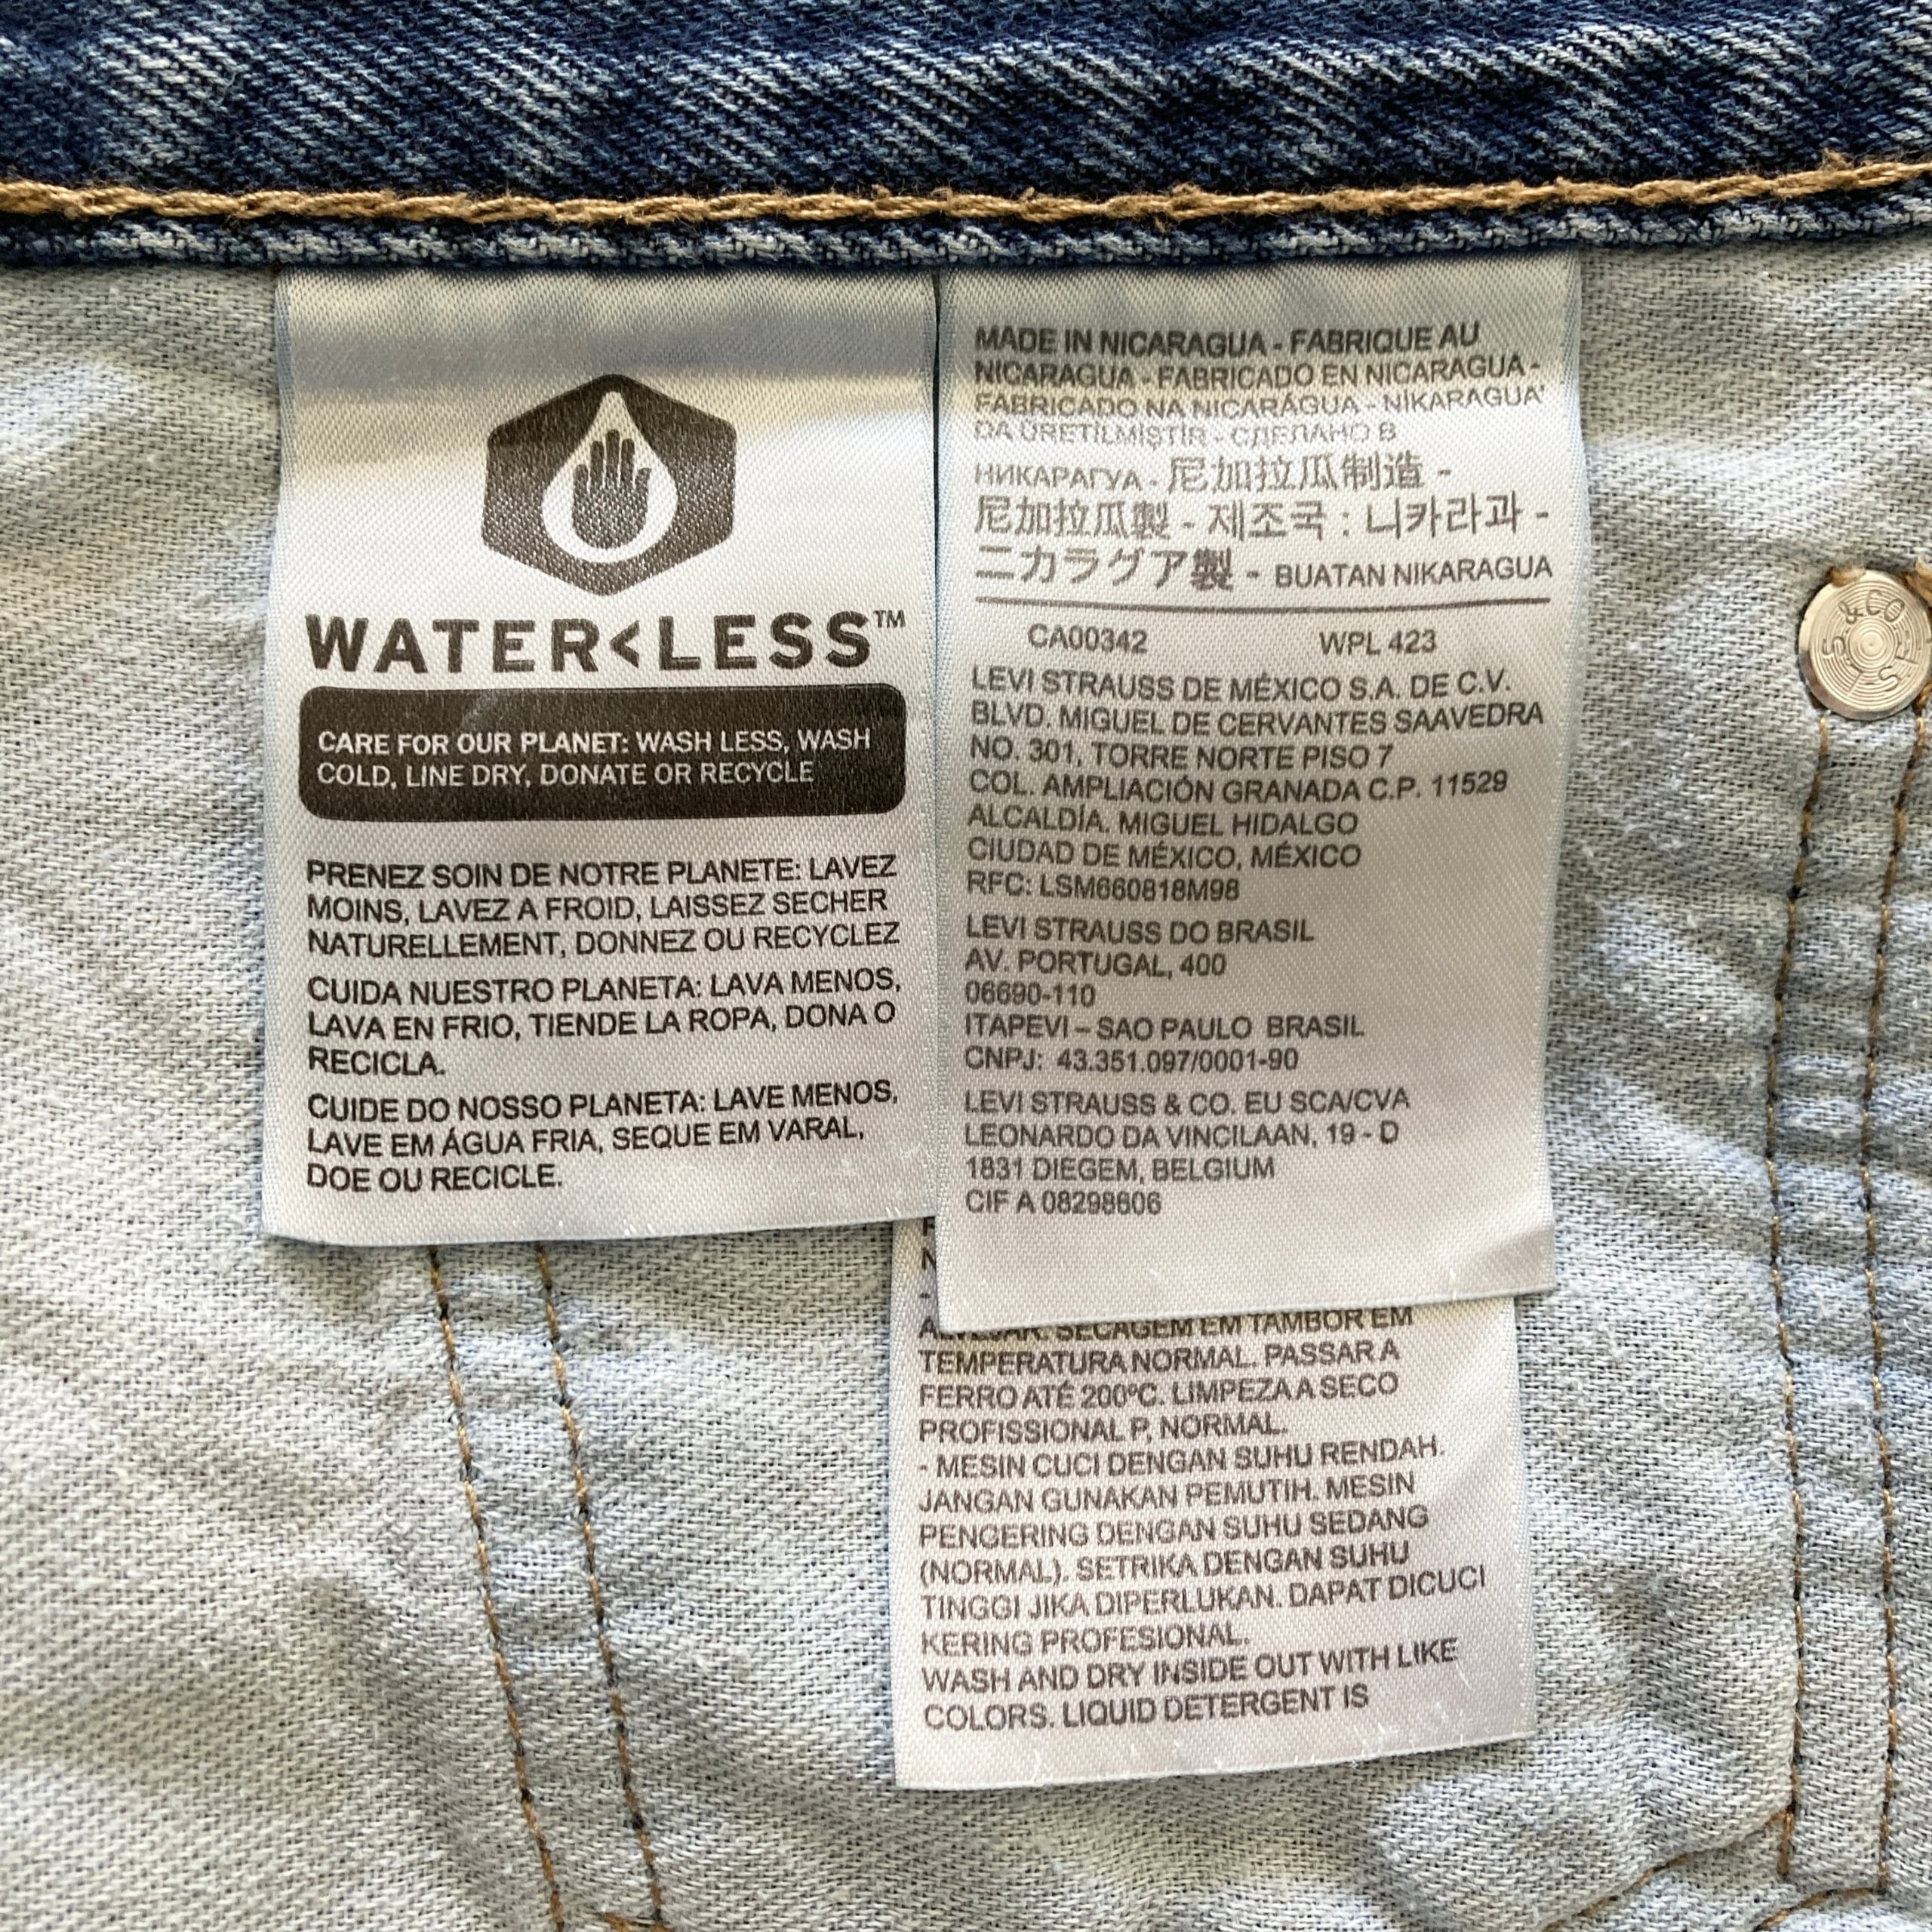 WATER<LESS™
CARE FOR OUR PLANET: WASH LESS, WASH
COLD, LINE DRY, DONATE OR RECYCLE
PRENEZ SOIN DE NOTRE PLANETE: LAVEZ
MOINS, LAVEZ A FROID, LAISSEZ SECHER
NATURELLEMENT, DONNEZ OU RECYCLEZ
CUIDA NUESTRO PLANETA: LAVA MENOS,
LAVA EN FRIO, TIENDE LA ROPA, DONA O
RECICLA.
CUIDE DO NOSSO PLANETA: LAVE MENOS,
LAVE EM ÁGUA FRIA, SEQUE EM VARAL,
DOE OU RECICLE.
MADE IN NICARAGUA - FABRIQUE AU
NICARAGUA - FABRICADO EN NICARAGUA -
FABRICADO NA NICARÁGUA - NİKARAGUA'
DA ÜRETİLMİŞTİR - СДЕЛАНО В
НИКАРАГУА - 尼加拉瓜制造 -
尼加拉瓜製 - 제조국 : 니카라과 -
ニカラグア製 - BUATAN NIKARAGUA
CA00342 WPL 423
LEVI STRAUSS DE MÉXICO S.A. DE C.V.
BLVD. MIGUEL DE CERVANTES SAAVEDRA
NO. 301, TORRE NORTE PISO 7
COL. AMPLIACIÓN GRANADA C.P. 11529
ALCALDÍA. MIGUEL HIDALGO
CIUDAD DE MÉXICO, MÉXICO
RFC: LSM660818M98
LEVI STRAUSS DO BRASIL
AV. PORTUGAL, 400
06690-110
ITAPEVI – SAO PAULO BRASIL
CNPJ: 43.351.097/0001-90
LEVI STRAUSS & CO. EU SCA/CVA
LEONARDO DA VINCILAAN, 19 - D
1831 DIEGEM, BELGIUM
CIF A 08298606
SECAGEM EM TAMBOR EM
TEMPERATURA NORMAL. PASSAR A
FERRO ATÉ 200ºC. LIMPEZA A SECO
PROFISSIONAL P, NORMAL.
- MESIN CUCI DENGAN SUHU RENDAH.
JANGAN GUNAKAN PEMUTIH. MESIN
PENGERING DENGAN SUHU SEDANG
(NORMAL). SETRIKA DENGAN SUHU
TINGGI JIKA DIPERLUKAN. DAPAT DICUCI
KERING PROFESIONAL.
WASH AND DRY INSIDE OUT WITH LIKE
COLORS. LIQUID DETERGENT IS